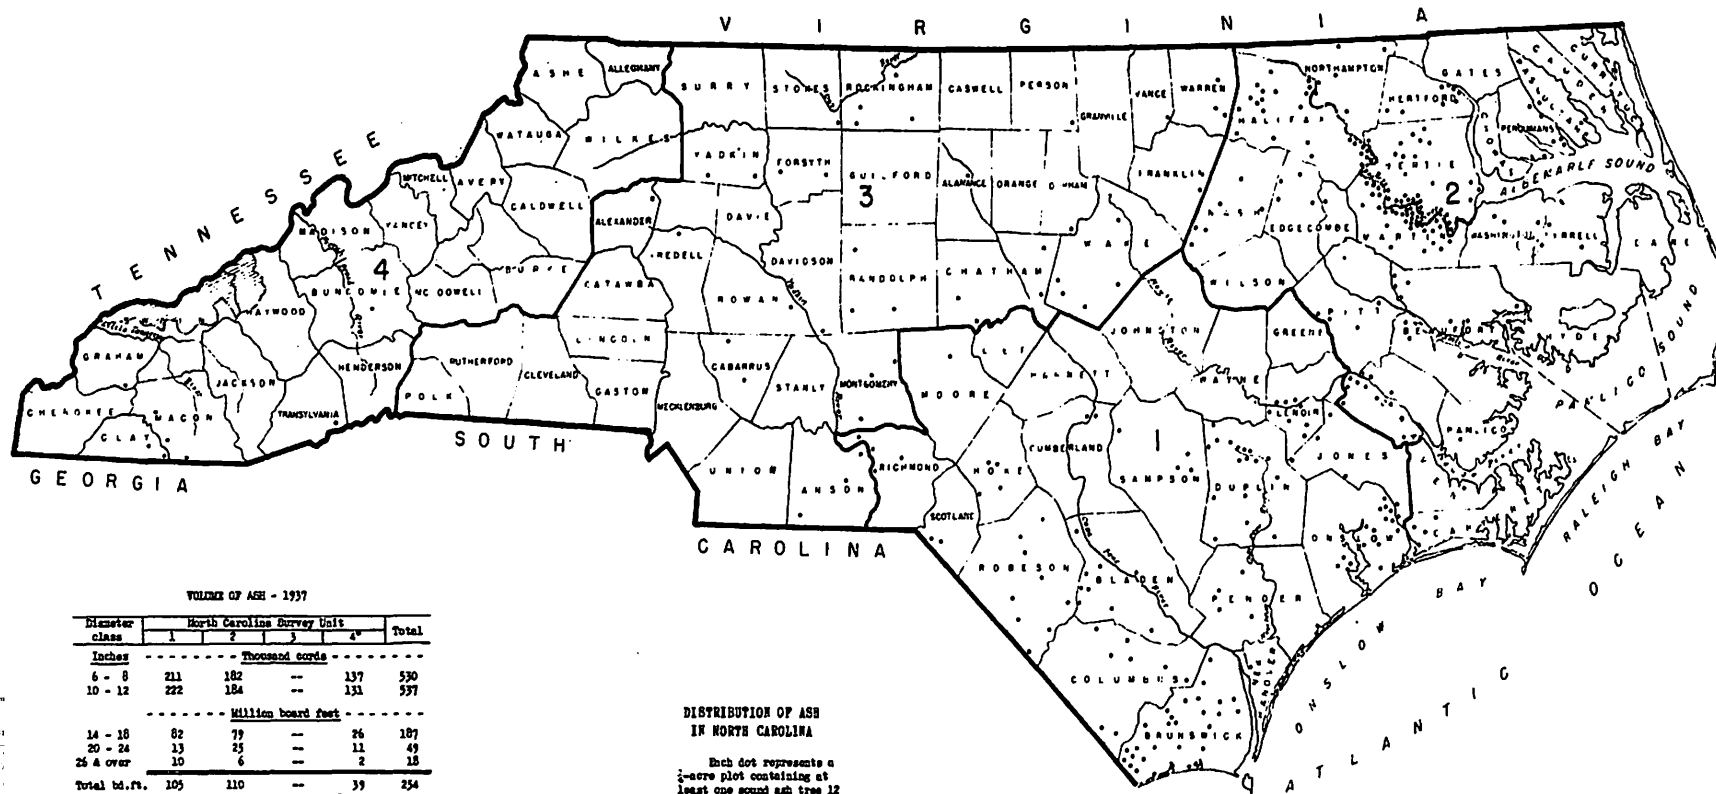 V I R G I N I A
TENNESSEE
GEORGIA
SOUTH
CAROLINA
ASHE
ALLEGHANY
SURRY
STOKES
ROCKINGHAM
CASWELL
PERSON
GRANVILLE
VANCE
WARREN
NORTHAMPTON
GATES
HERTFORD
HALIFAX
PERQUIMANS
WATAUGA
WILKES
YADKIN
FORSYTH
GUILFORD
ALAMANCE
ORANGE
FRANKLIN
NASH
EDGECOMBE
BERTIE
ALBEMARLE SOUND
MITCHELL
AVERY
CALDWELL
ALEXANDER
DAVIE
3
2
MADISON
YANCEY
IREDELL
DAVIDSON
WAKE
MARTIN
WASHINGTON
TYRRELL
DARE
4
BUNCOMBE
MC DOWELL
BURKE
CATAWBA
ROWAN
RANDOLPH
CHATHAM
WILSON
HAYWOOD
PITT
BEAUFORT
HYDE
GRAHAM
JACKSON
HENDERSON
RUTHERFORD
LINCOLN
CLEVELAND
GASTON
CABARRUS
STANLY
MONTGOMERY
MOORE
LEE
HARNETT
JOHNSTON
GREENE
WAYNE
LENOIR
CHEROKEE
MACON
CLAY
TRANSYLVANIA
POLK
MECKLENBURG
UNION
ANSON
RICHMOND
SCOTLAND
HOKE
CUMBERLAND
1
SAMPSON
DUPLIN
JONES
PAMLICO
PAMLICO SOUND
RALEIGH BAY
ROBESON
BLADEN
PENDER
ONSLOW
COLUMBUS
BRUNSWICK
NEW HANOVER
ONSLOW BAY
ATLANTIC
OCEAN
VOLUME OF ASH - 1937
Diameter class North Carolina Survey Unit Total
1 2 3 4*
Inches - - - - - - - - Thousand cords - - - - - - - -
6 - 8 211 182 -- 137 530
10 - 12 222 184 -- 131 537
- - - - - - - Million board feet - - - - - - -
14 - 18 82 79 -- 26 187
20 - 24 13 25 -- 11 49
26 & over 10 6 -- 2 18
Total bd.ft. 105 110 -- 39 254
DISTRIBUTION OF ASH
IN NORTH CAROLINA
Each dot represents a
¼-acre plot containing at
least one sound ash tree 12